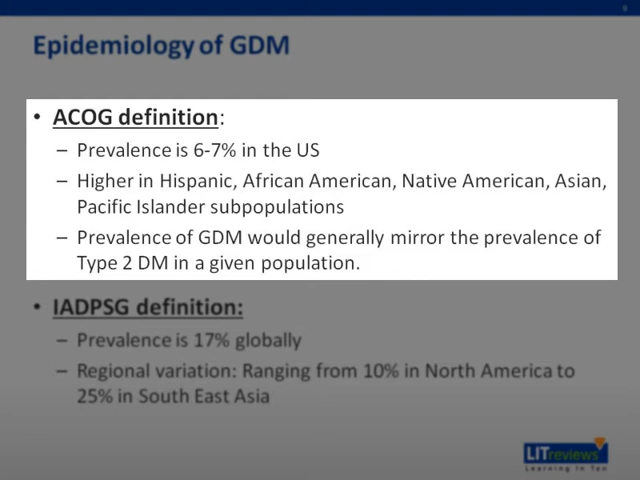 Epidemiology of GDM
• ACOG definition:
– Prevalence is 6-7% in the US
– Higher in Hispanic, African American, Native American, Asian,
Pacific Islander subpopulations
– Prevalence of GDM would generally mirror the prevalence of
Type 2 DM in a given population.
• IADPSG definition:
– Prevalence is 17% globally
– Regional variation: Ranging from 10% in North America to
25% in South East Asia
LITreviews
Learning In Ten